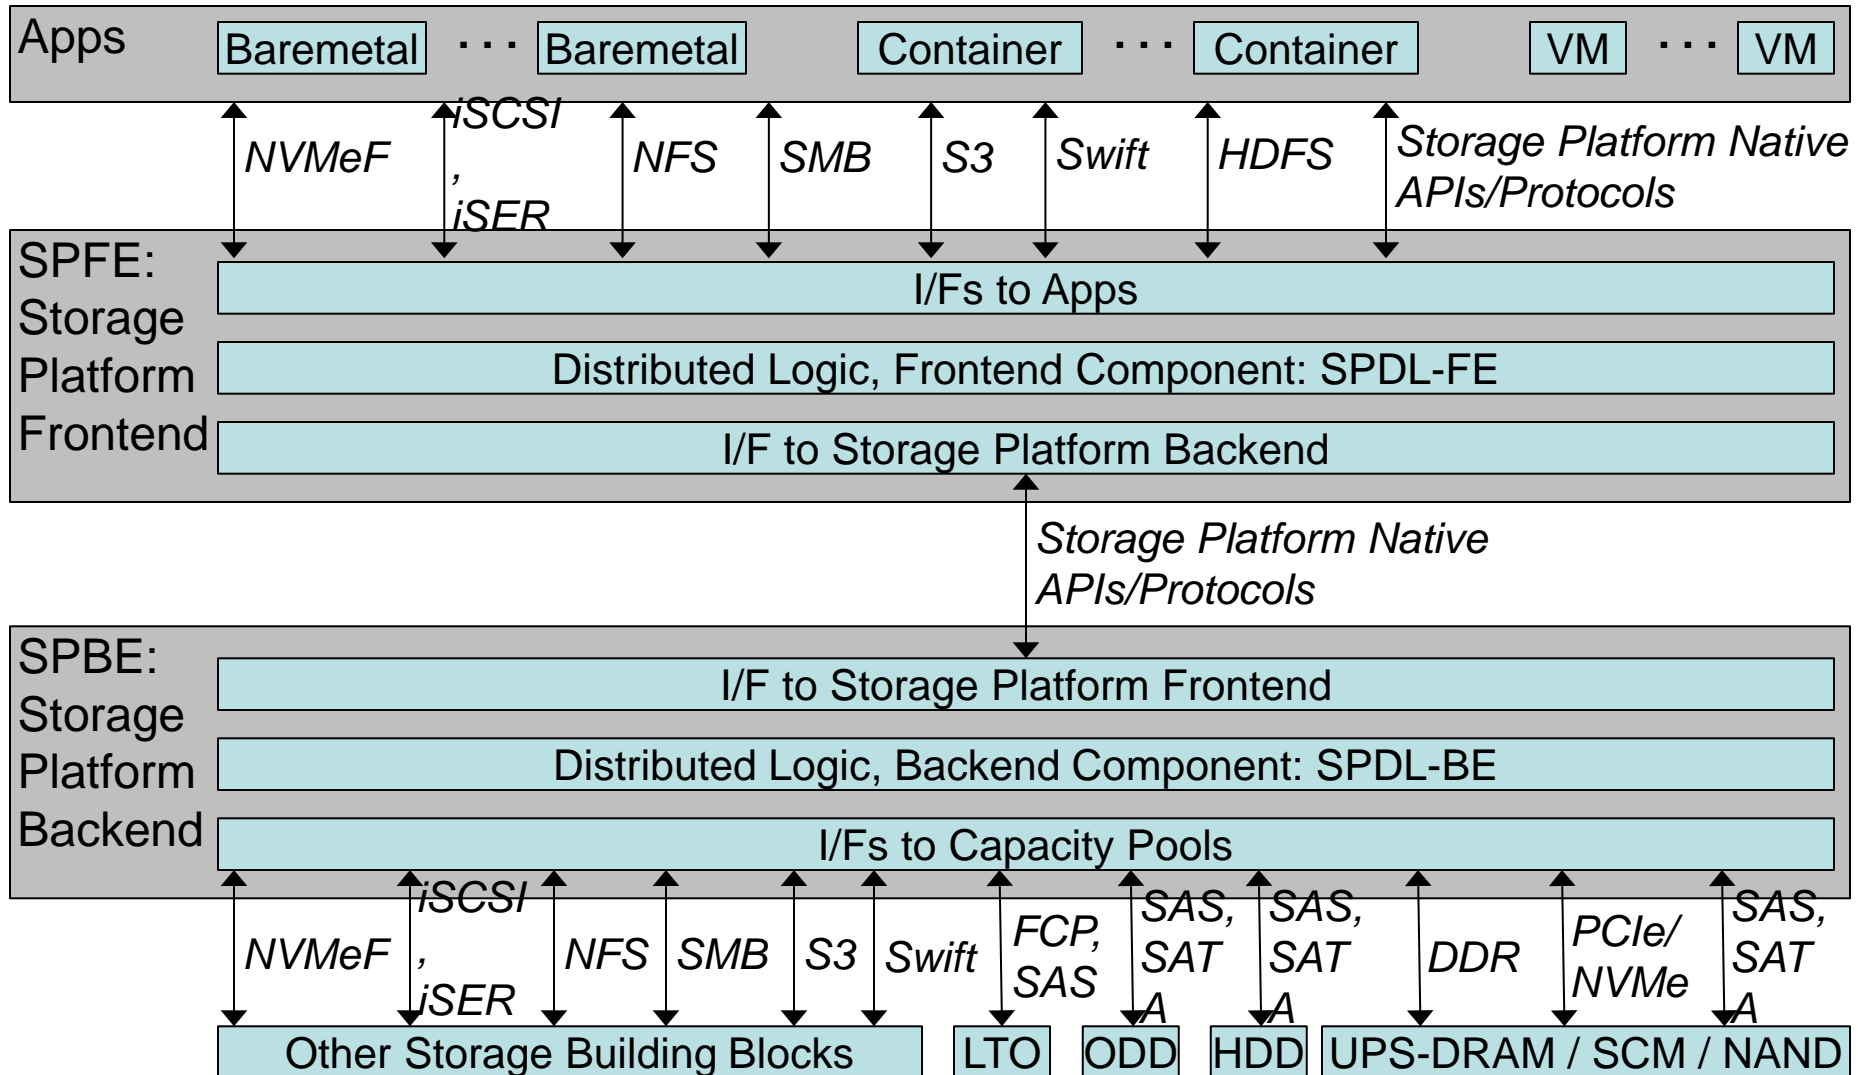 Apps
Baremetal ... Baremetal Container ... Container VM ... VM
NVMeF
iSCSI
,
iSER
NFS
SMB
S3
Swift
HDFS
Storage Platform Native
APIs/Protocols
SPFE:
Storage
Platform
Frontend
I/Fs to Apps
Distributed Logic, Frontend Component: SPDL-FE
I/F to Storage Platform Backend
Storage Platform Native
APIs/Protocols
SPBE:
Storage
Platform
Backend
I/F to Storage Platform Frontend
Distributed Logic, Backend Component: SPDL-BE
I/Fs to Capacity Pools
NVMeF
iSCSI
,
iSER
NFS
SMB
S3
Swift
FCP,
SAS
SAS,
SAT
A
SAS,
SAT
A
DDR
PCIe/
NVMe
SAS,
SAT
A
Other Storage Building Blocks
LTO
ODD
HDD
UPS-DRAM / SCM / NAND